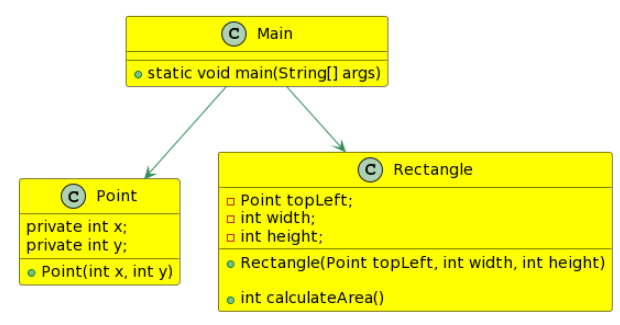 C Main
static void main(String[] args)
C Point
private int x;
private int y;
Point(int x, int y)
C Rectangle
Point topLeft;
int width;
int height;
Rectangle(Point topLeft, int width, int height)
int calculateArea()